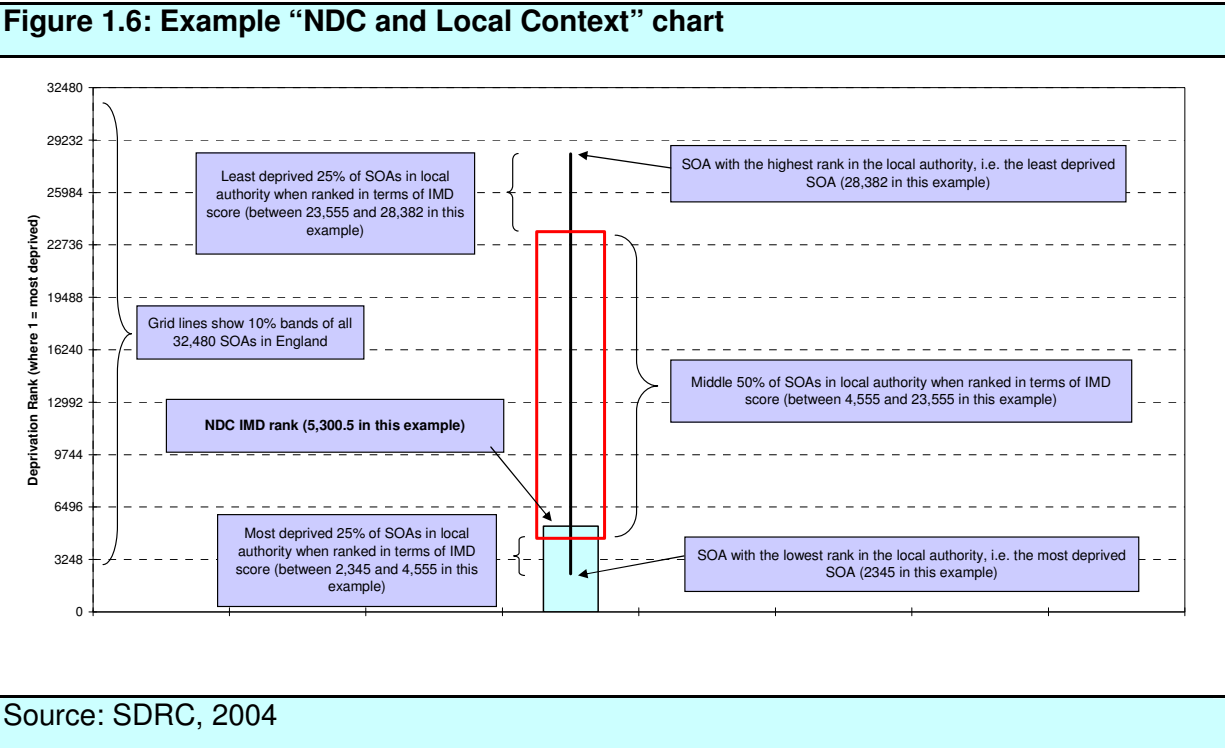 Figure 1.6: Example “NDC and Local Context” chart
32480
29232
25984
22736
19488
16240
12992
9744
6496
3248
0
Deprivation Rank (where 1 = most deprived)
Least deprived 25% of SOAs in local
authority when ranked in terms of IMD
score (between 23,555 and 28,382 in this
example)
SOA with the highest rank in the local authority, i.e. the least deprived
SOA (28,382 in this example)
Grid lines show 10% bands of all
32,480 SOAs in England
Middle 50% of SOAs in local authority when ranked in terms of IMD
score (between 4,555 and 23,555 in this example)
NDC IMD rank (5,300.5 in this example)
Most deprived 25% of SOAs in local
authority when ranked in terms of IMD
score (between 2,345 and 4,555 in this
example)
SOA with the lowest rank in the local authority, i.e. the most deprived
SOA (2345 in this example)
Source: SDRC, 2004